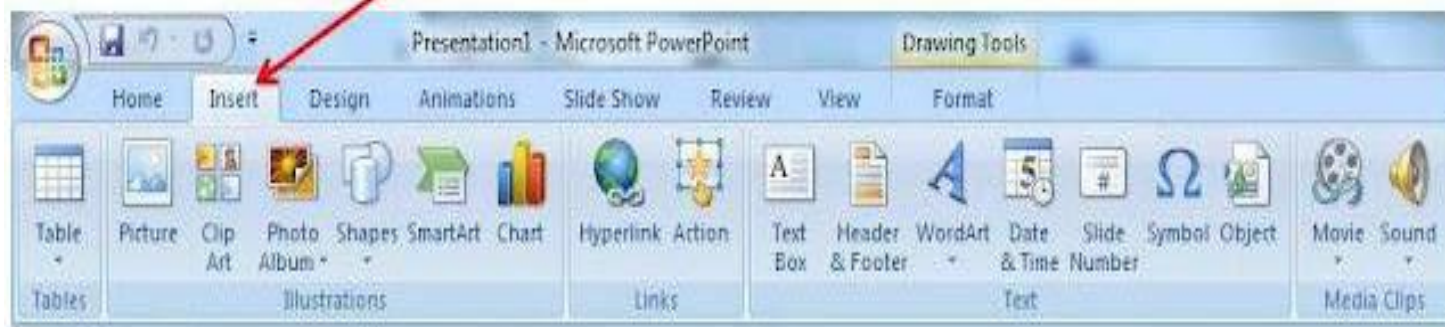 Presentation1 - Microsoft PowerPoint Drawing Tools
Home Insert Design Animations Slide Show Review View Format
Table Picture Clip Art Photo Album Shapes SmartArt Chart Hyperlink Action Text Box Header & Footer WordArt Date & Time Slide Number Symbol Object Movie Sound
Tables Illustrations Links Text Media Clips